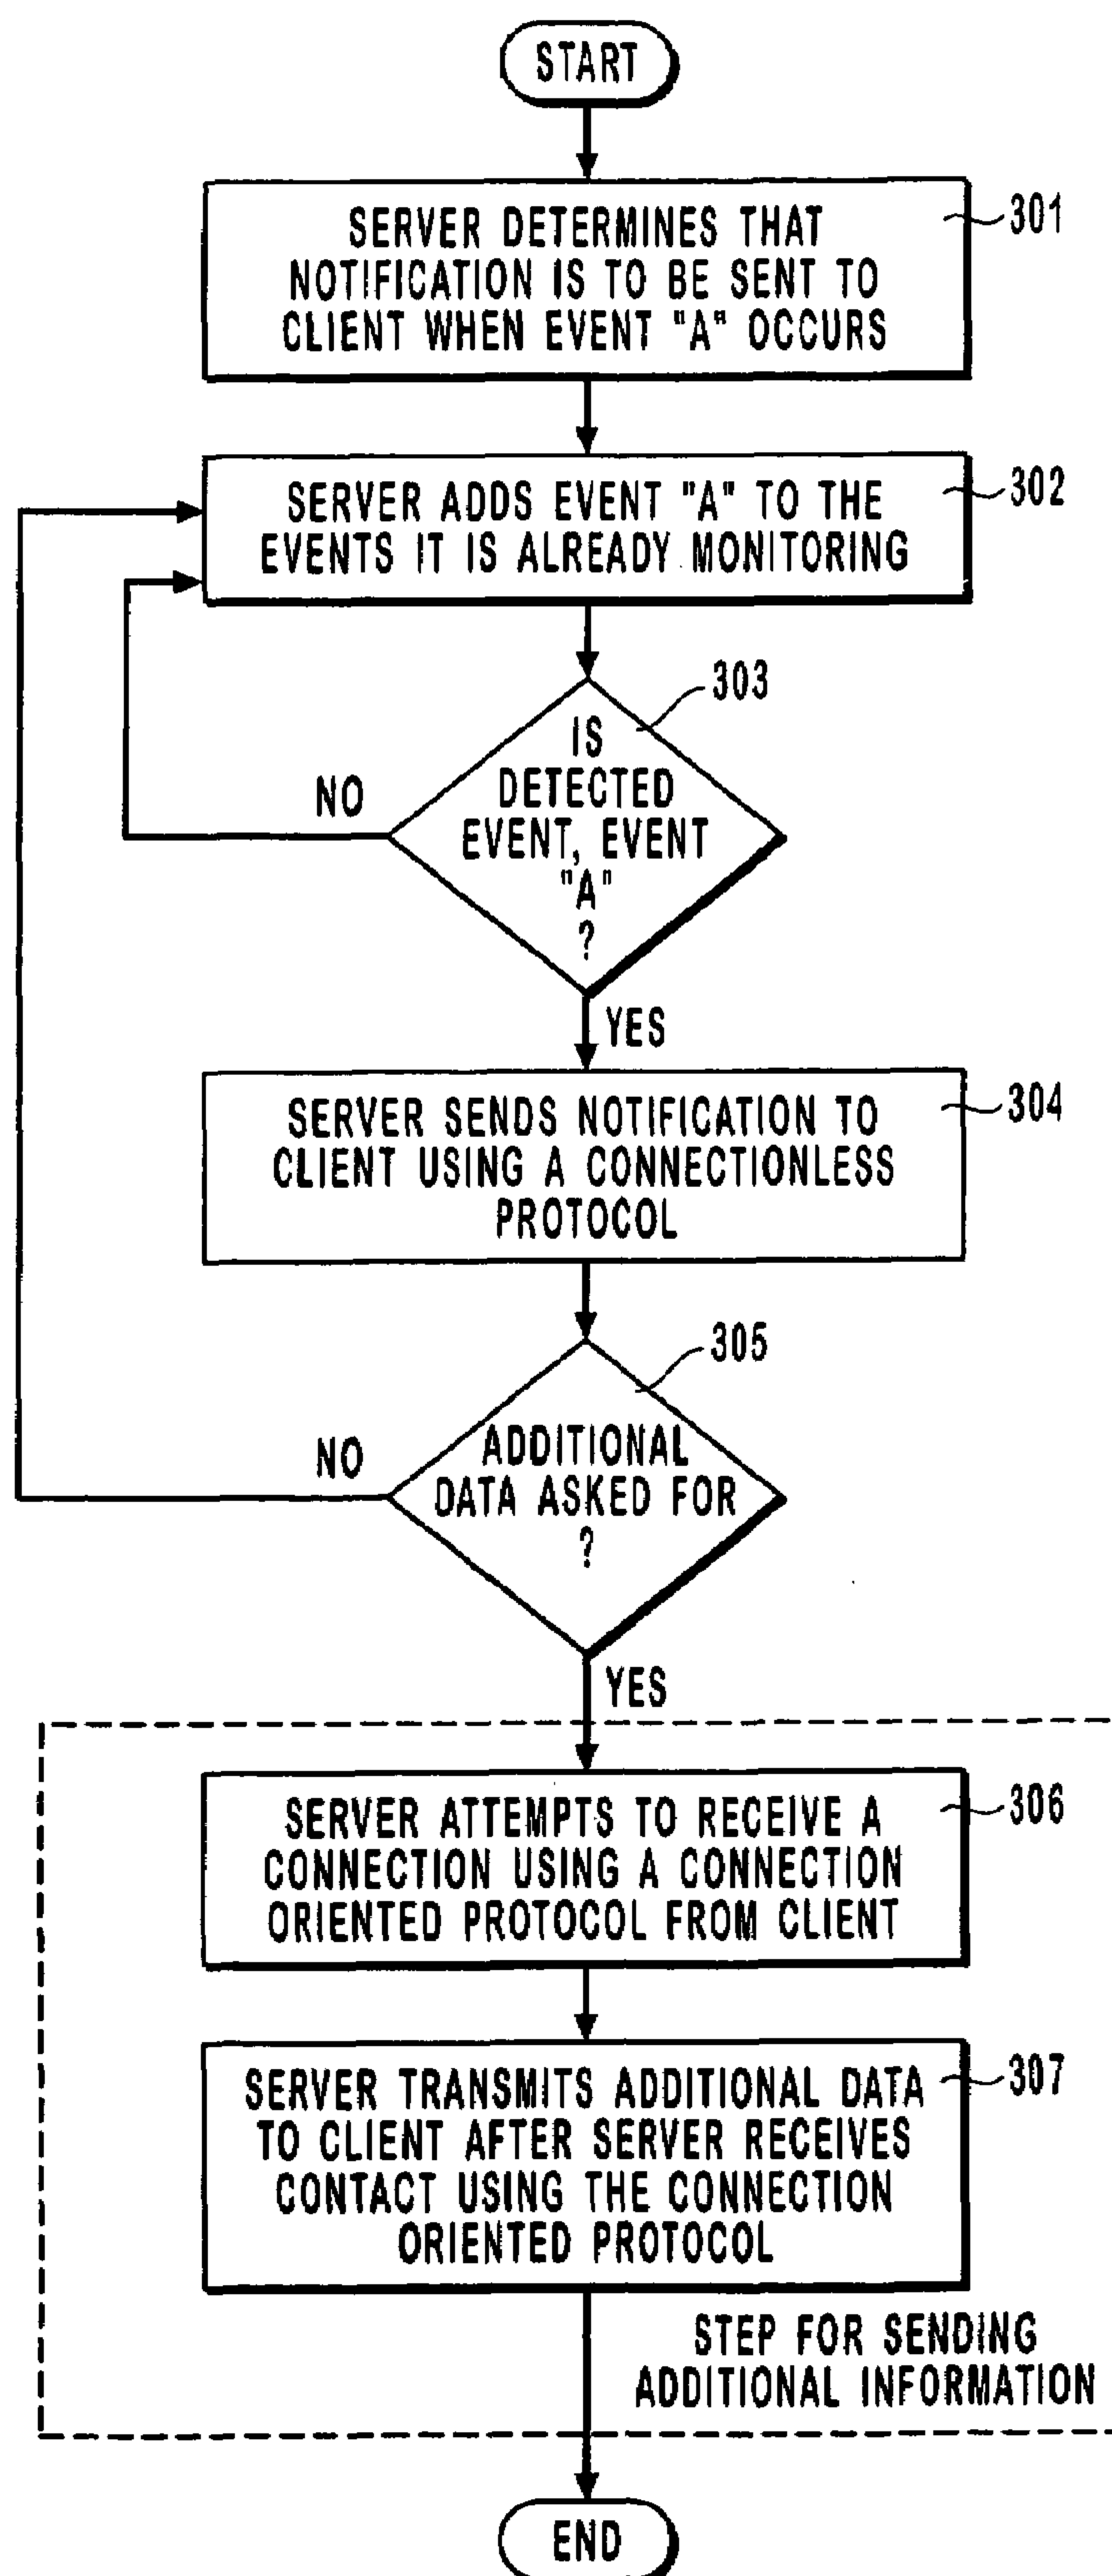 START
SERVER DETERMINES THAT
NOTIFICATION IS TO BE SENT TO
CLIENT WHEN EVENT "A" OCCURS
301
SERVER ADDS EVENT "A" TO THE
EVENTS IT IS ALREADY MONITORING
302
303
IS
DETECTED
EVENT, EVENT
"A"
?
NO
YES
SERVER SENDS NOTIFICATION TO
CLIENT USING A CONNECTIONLESS
PROTOCOL
304
305
ADDITIONAL
DATA ASKED FOR
?
NO
YES
SERVER ATTEMPTS TO RECEIVE A
CONNECTION USING A CONNECTION
ORIENTED PROTOCOL FROM CLIENT
306
SERVER TRANSMITS ADDITIONAL DATA
TO CLIENT AFTER SERVER RECEIVES
CONTACT USING THE CONNECTION
ORIENTED PROTOCOL
307
STEP FOR SENDING
ADDITIONAL INFORMATION
END